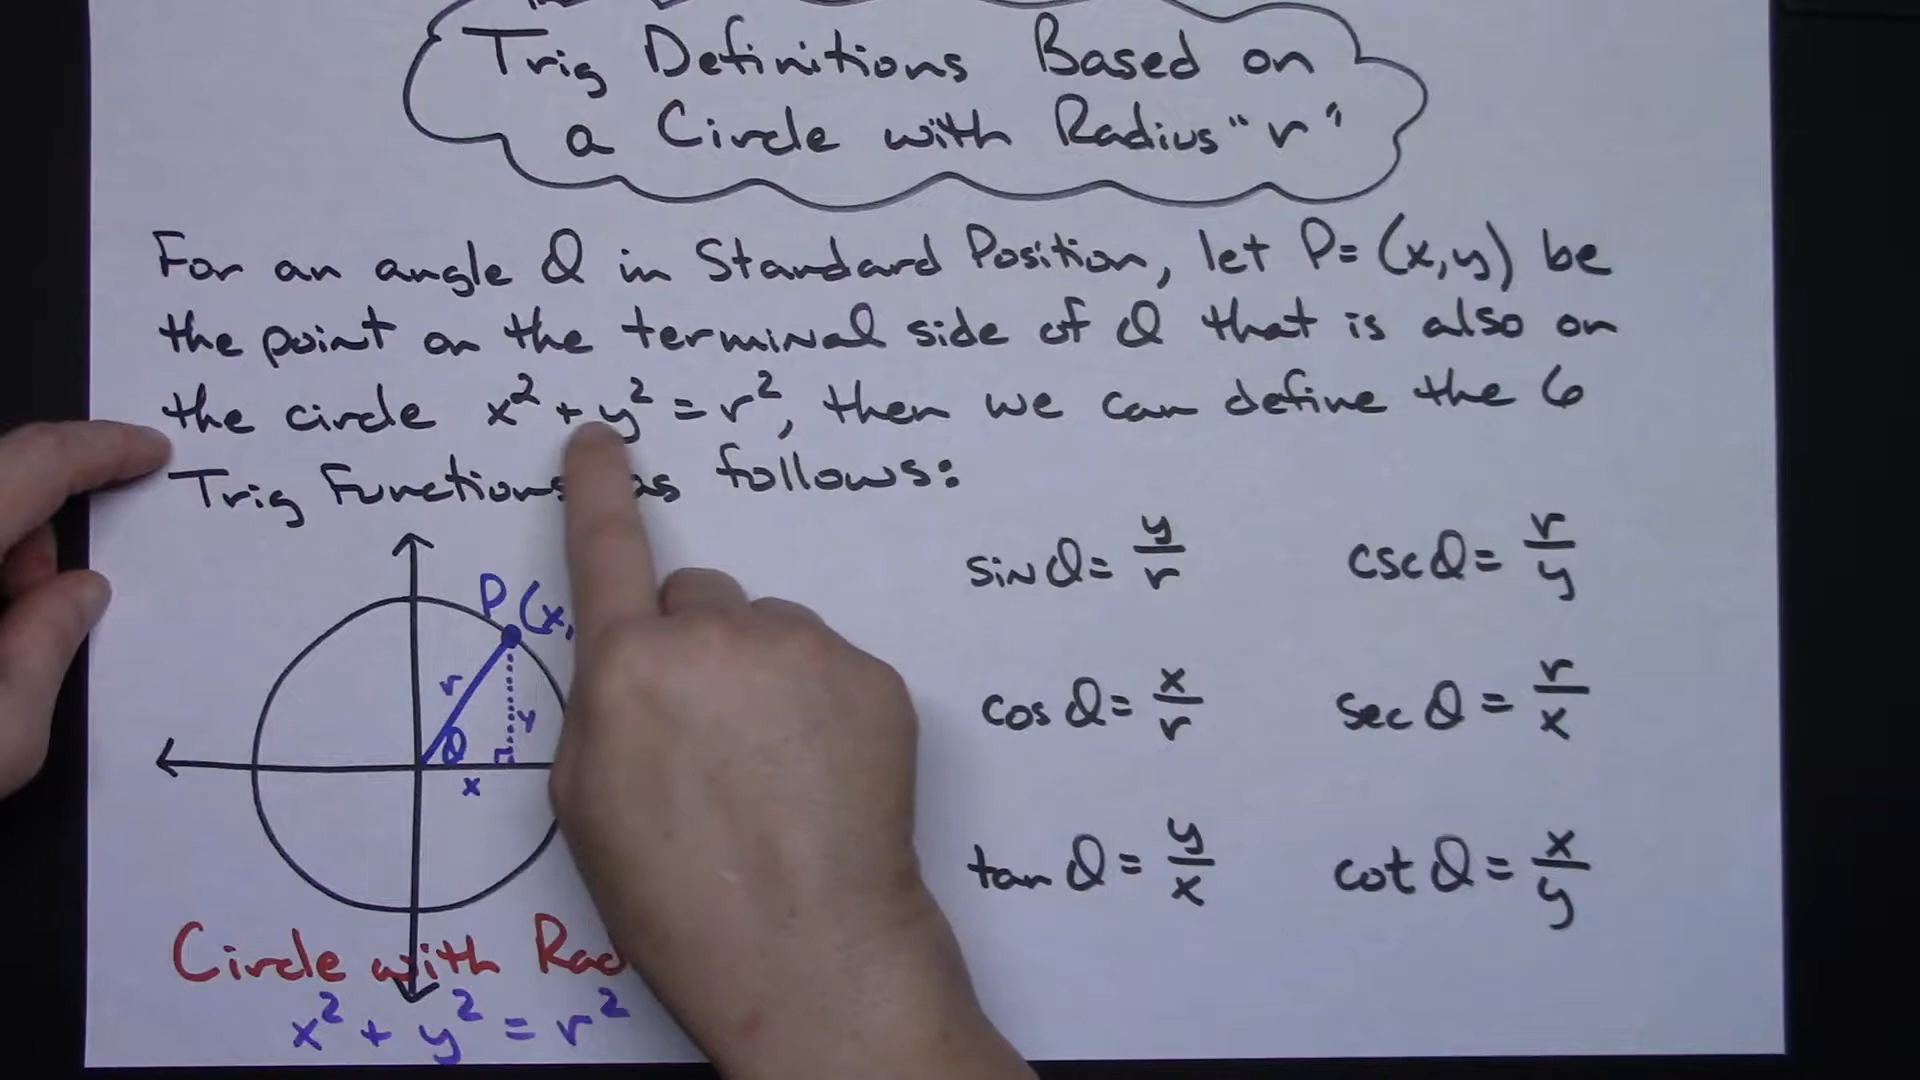 Trig Definitions Based on
a Circle with Radius "r"
For an angle θ in Standard Position, let P= (x,y) be
the point on the terminal side of θ that is also on
the circle x² + y² = r², then we can define the 6
Trig Functions as follows:
sin θ = y/r
csc θ = r/y
P (x,
r
y
θ
x
cos θ = x/r
sec θ = r/x
tan θ = y/x
cot θ = x/y
Circle with
x² + y² = r²